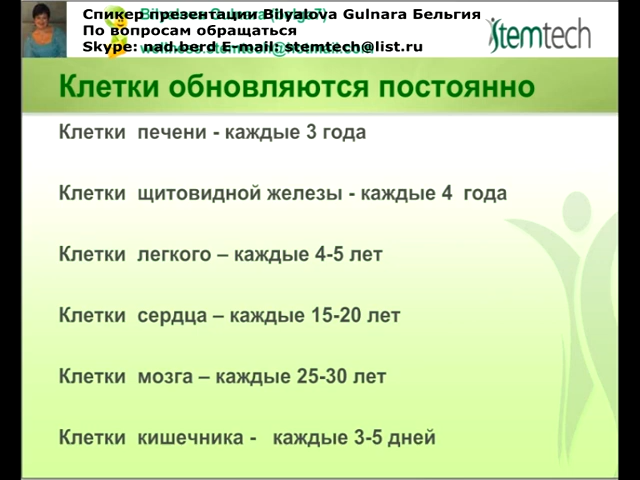 Спикер презентации Bilyalova Gulnara Бельгия
По вопросам обращаться
Skype: nad.berd E-mail: stemtech@list.ru
stemtech
Клетки обновляются постоянно
Клетки печени - каждые 3 года
Клетки щитовидной железы - каждые 4 года
Клетки легкого – каждые 4-5 лет
Клетки сердца – каждые 15-20 лет
Клетки мозга – каждые 25-30 лет
Клетки кишечника - каждые 3-5 дней